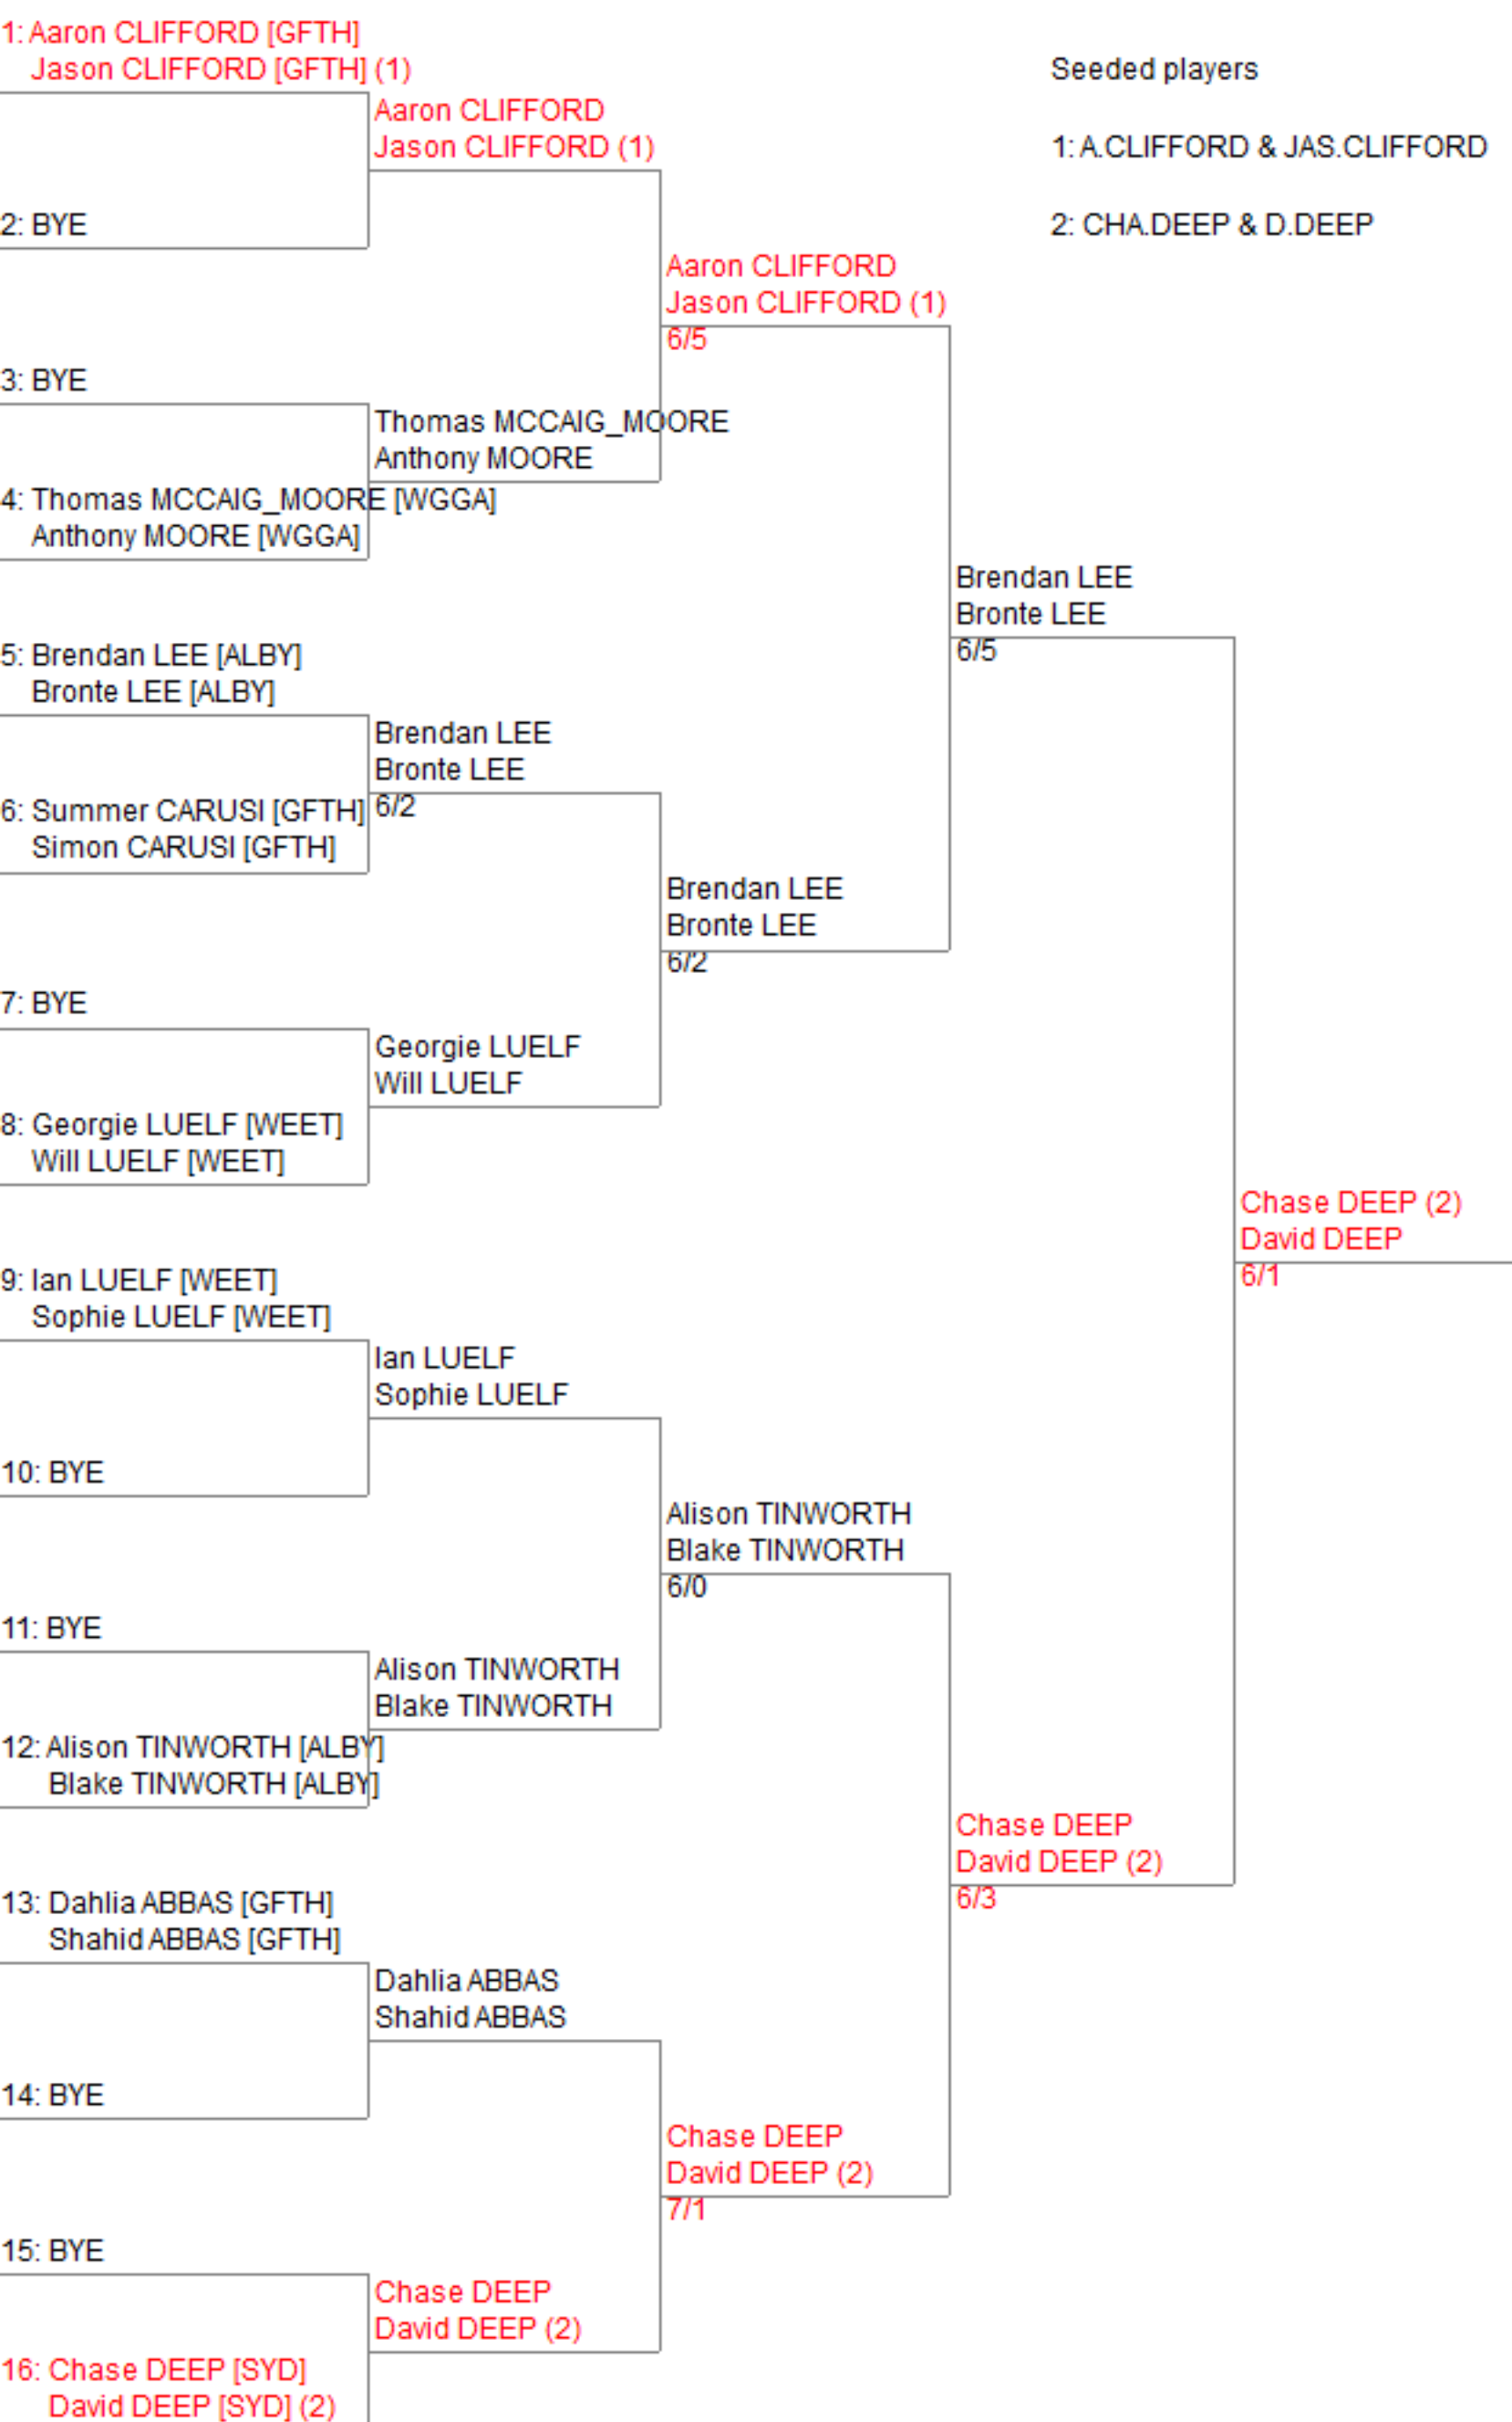 1: Aaron CLIFFORD [GFTH]
Jason CLIFFORD [GFTH] (1)
2: BYE
3: BYE
4: Thomas MCCAIG_MOORE [WGGA]
Anthony MOORE [WGGA]
5: Brendan LEE [ALBY]
Bronte LEE [ALBY]
6: Summer CARUSI [GFTH]
Simon CARUSI [GFTH]
7: BYE
8: Georgie LUELF [WEET]
Will LUELF [WEET]
9: Ian LUELF [WEET]
Sophie LUELF [WEET]
10: BYE
11: BYE
12: Alison TINWORTH [ALBY]
Blake TINWORTH [ALBY]
13: Dahlia ABBAS [GFTH]
Shahid ABBAS [GFTH]
14: BYE
15: BYE
16: Chase DEEP [SYD]
David DEEP [SYD] (2)
Aaron CLIFFORD
Jason CLIFFORD (1)
Thomas MCCAIG_MOORE
Anthony MOORE
Brendan LEE
Bronte LEE
6/2
Georgie LUELF
Will LUELF
Ian LUELF
Sophie LUELF
Alison TINWORTH
Blake TINWORTH
Dahlia ABBAS
Shahid ABBAS
Chase DEEP
David DEEP (2)
Aaron CLIFFORD
Jason CLIFFORD (1)
6/5
Brendan LEE
Bronte LEE
6/2
Alison TINWORTH
Blake TINWORTH
6/0
Chase DEEP
David DEEP (2)
7/1
Brendan LEE
Bronte LEE
6/5
Chase DEEP
David DEEP (2)
6/3
Chase DEEP (2)
David DEEP
6/1
Seeded players
1: A.CLIFFORD & JAS.CLIFFORD
2: CHA.DEEP & D.DEEP